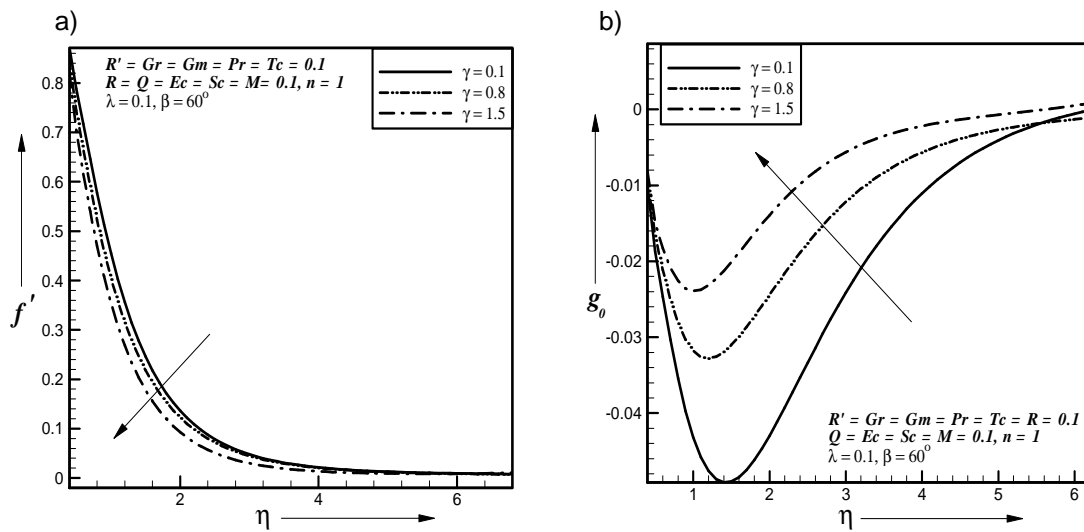 a)
R' = Gr = Gm = Pr = Tc = 0.1
R = Q = Ec = Sc = M= 0.1, n = 1
λ = 0.1, β = 60°
γ = 0.1
γ = 0.8
γ = 1.5
0.8
0.7
0.6
0.5
0.4
0.3
0.2
0.1
0
f'
2
4
6
η
b)
γ = 0.1
γ = 0.8
γ = 1.5
0
-0.01
-0.02
-0.03
-0.04
g₀
R' = Gr = Gm = Pr = Tc = R = 0.1
Q = Ec = Sc = M = 0.1, n = 1
λ = 0.1, β = 60°
1
2
3
4
5
6
η